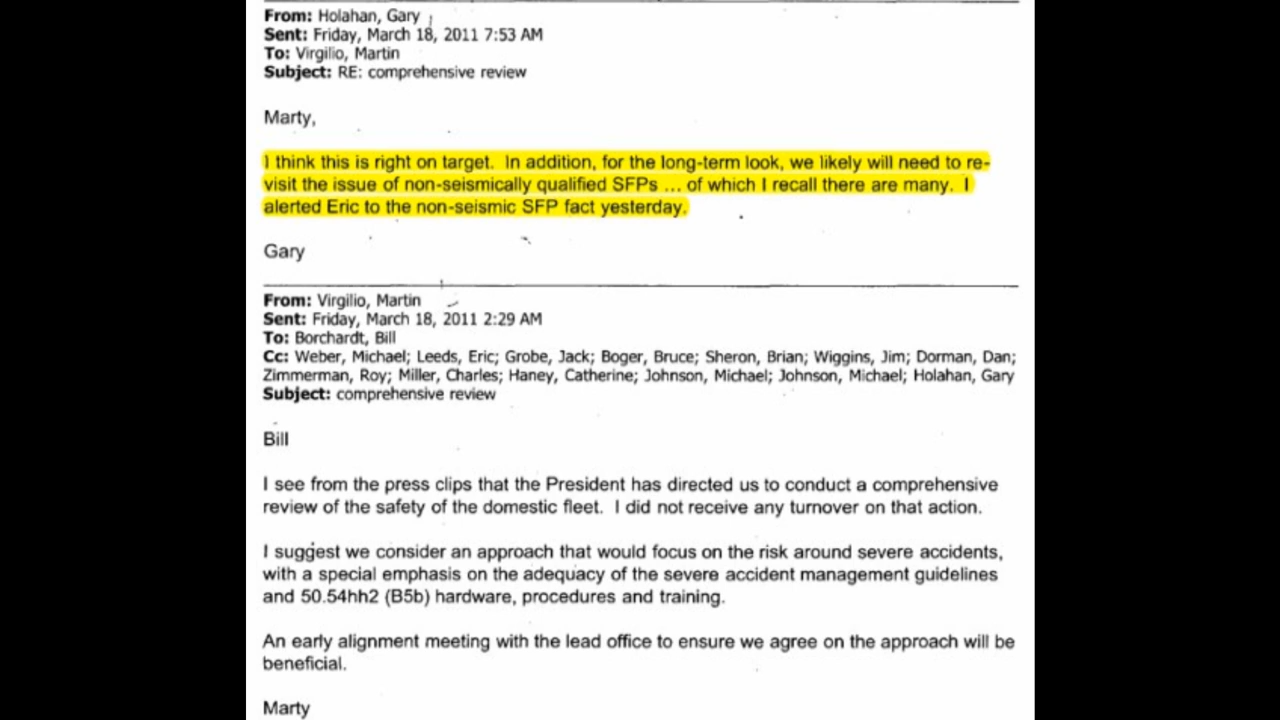 From: Holahan, Gary
Sent: Friday, March 18, 2011 7:53 AM
To: Virgilio, Martin
Subject: RE: comprehensive review
Marty,
I think this is right on target. In addition, for the long-term look, we likely will need to re-
visit the issue of non-seismically qualified SFPs ... of which I recall there are many. I
alerted Eric to the non-seismic SFP fact yesterday.
Gary
From: Virgilio, Martin
Sent: Friday, March 18, 2011 2:29 AM
To: Borchardt, Bill
Cc: Weber, Michael; Leeds, Eric; Grobe, Jack; Boger, Bruce; Sheron, Brian; Wiggins, Jim; Dorman, Dan;
Zimmerman, Roy; Miller, Charles; Haney, Catherine; Johnson, Michael; Johnson, Michael; Holahan, Gary
Subject: comprehensive review
Bill
I see from the press clips that the President has directed us to conduct a comprehensive
review of the safety of the domestic fleet. I did not receive any turnover on that action.
I suggest we consider an approach that would focus on the risk around severe accidents,
with a special emphasis on the adequacy of the severe accident management guidelines
and 50.54hh2 (B5b) hardware, procedures and training.
An early alignment meeting with the lead office to ensure we agree on the approach will be
beneficial.
Marty